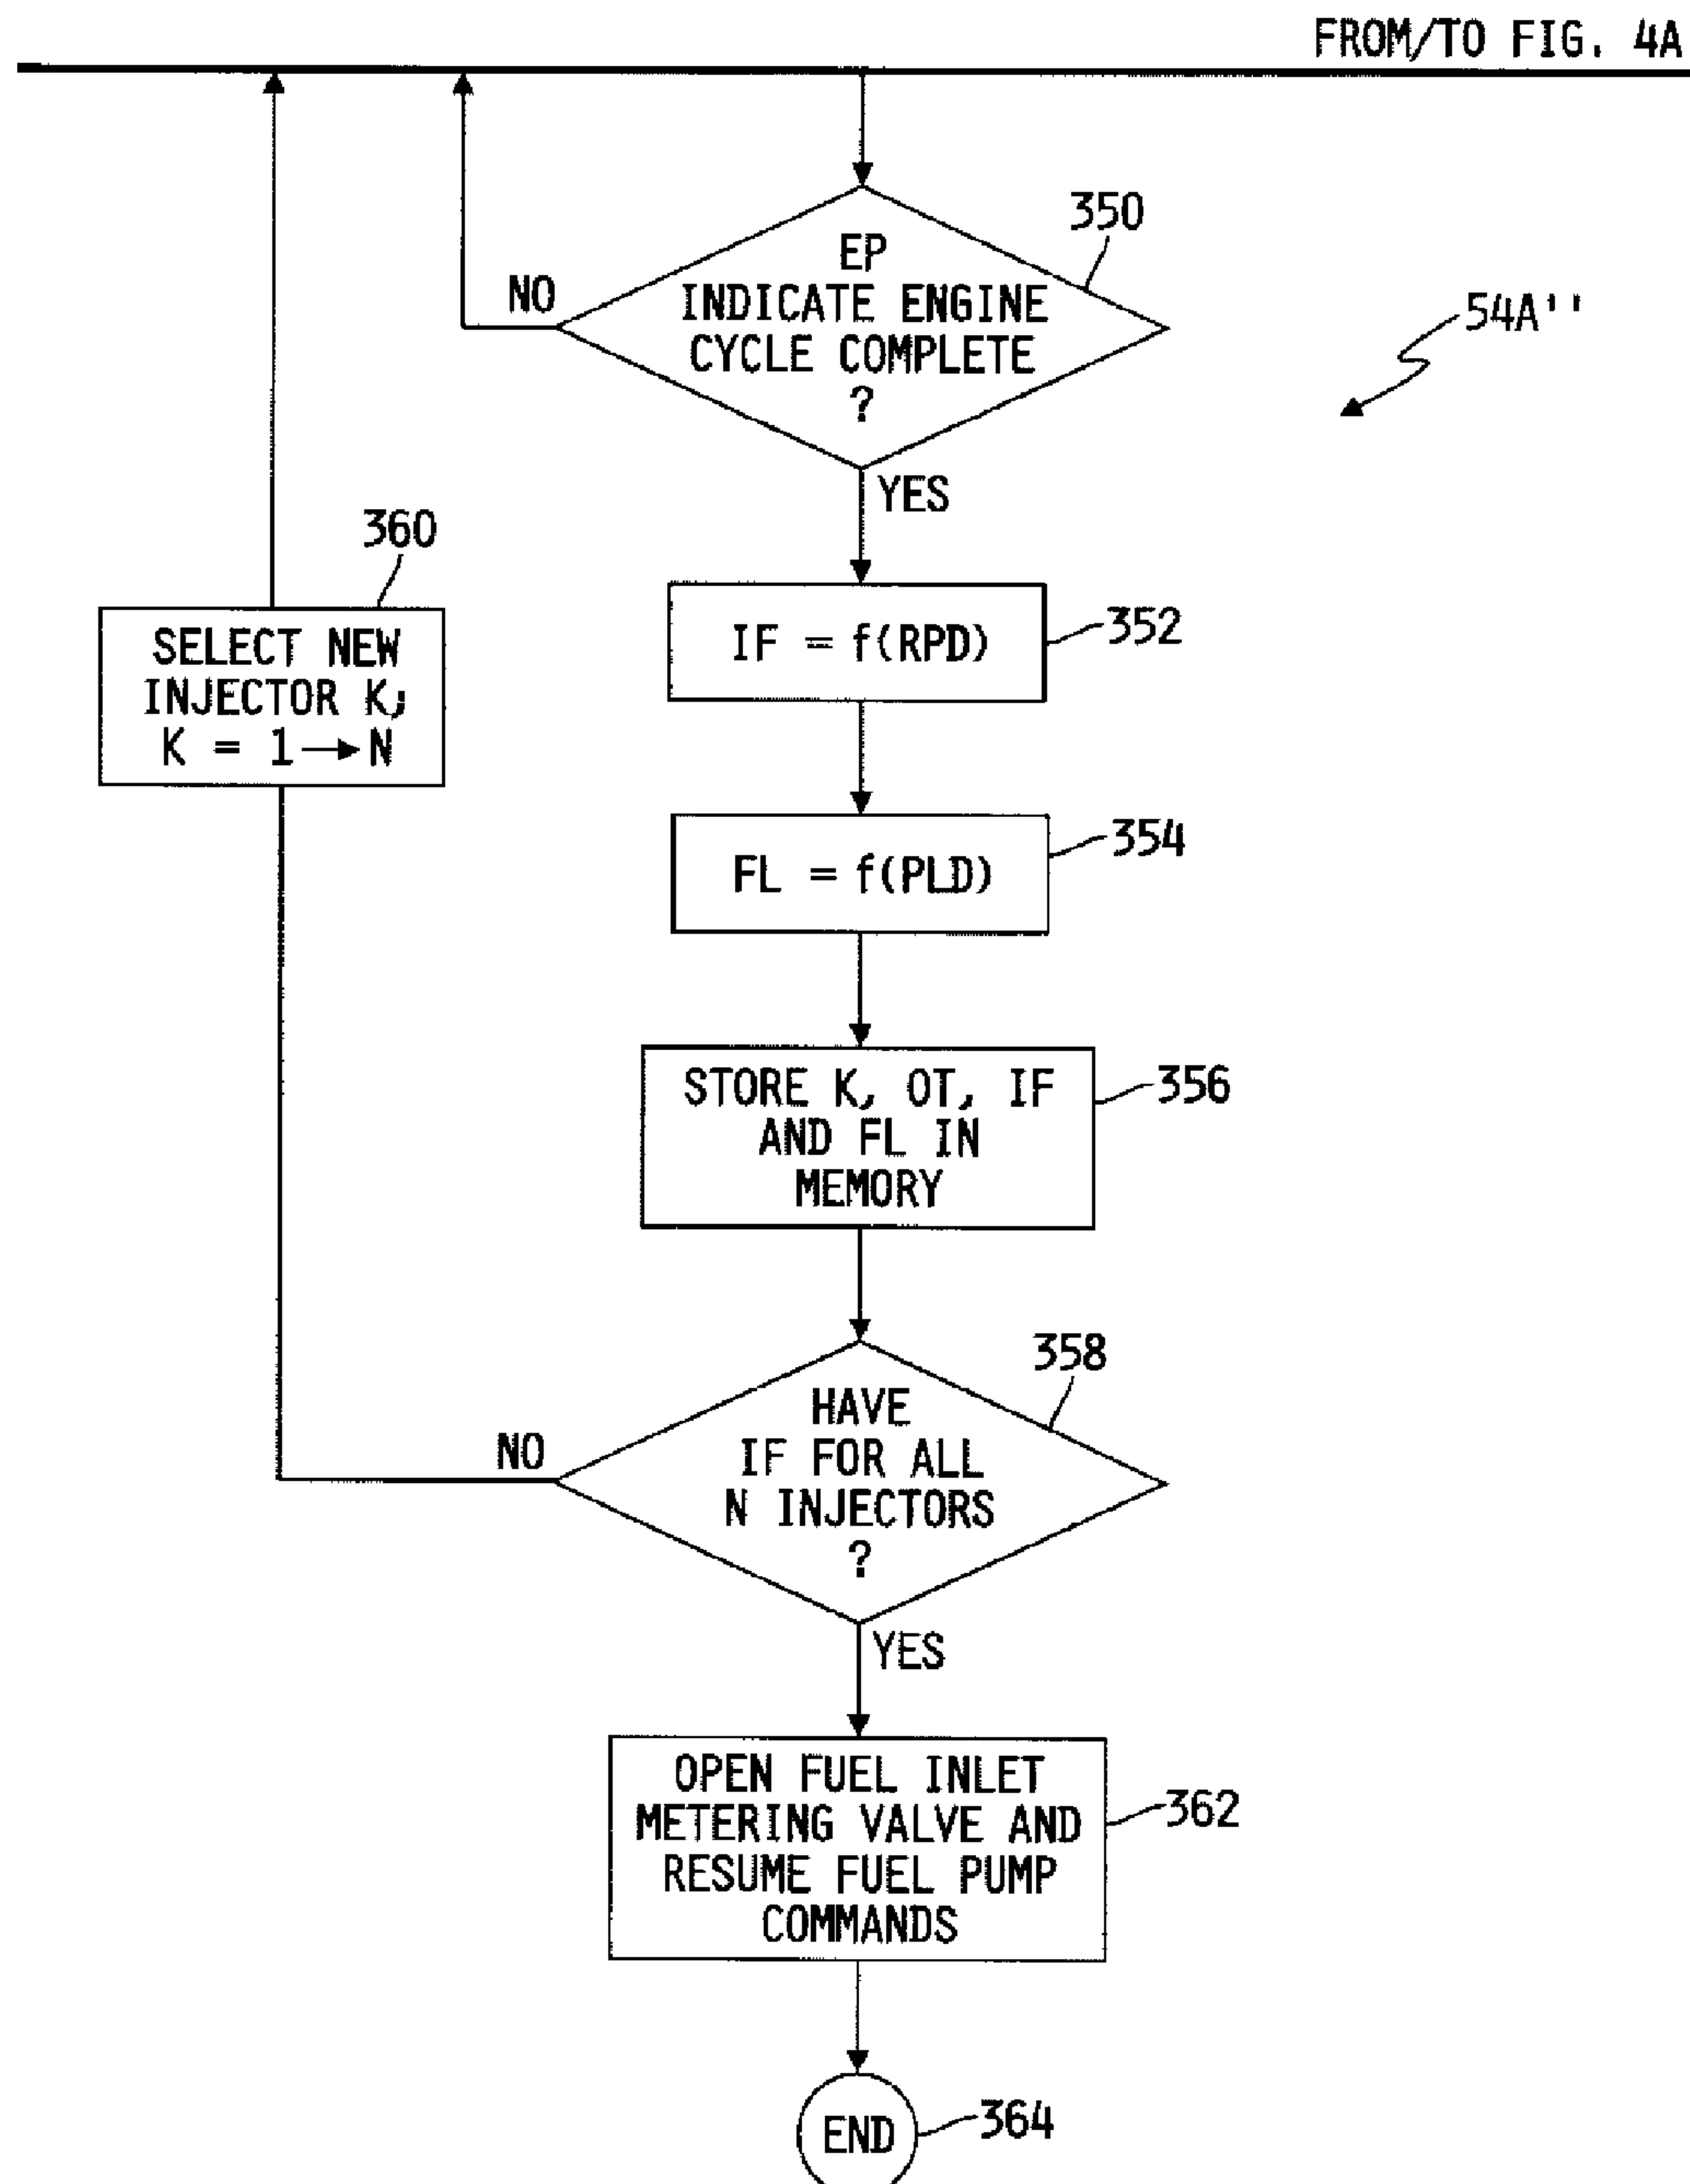 FROM/TO FIG. 4A
350
EP
INDICATE ENGINE
CYCLE COMPLETE
?
NO
54A''
YES
360
SELECT NEW
INJECTOR K;
K = 1→N
IF = f(RPD)
352
FL = f(PLD)
354
STORE K, OT, IF
AND FL IN
MEMORY
356
358
HAVE
IF FOR ALL
N INJECTORS
?
NO
YES
OPEN FUEL INLET
METERING VALVE AND
RESUME FUEL PUMP
COMMANDS
362
END
364